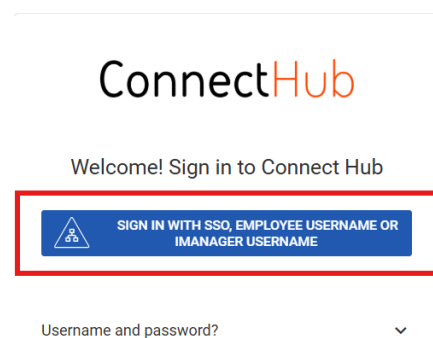 ConnectHub
Welcome! Sign in to Connect Hub
SIGN IN WITH SSO, EMPLOYEE USERNAME OR
IMANAGER USERNAME
Username and password?